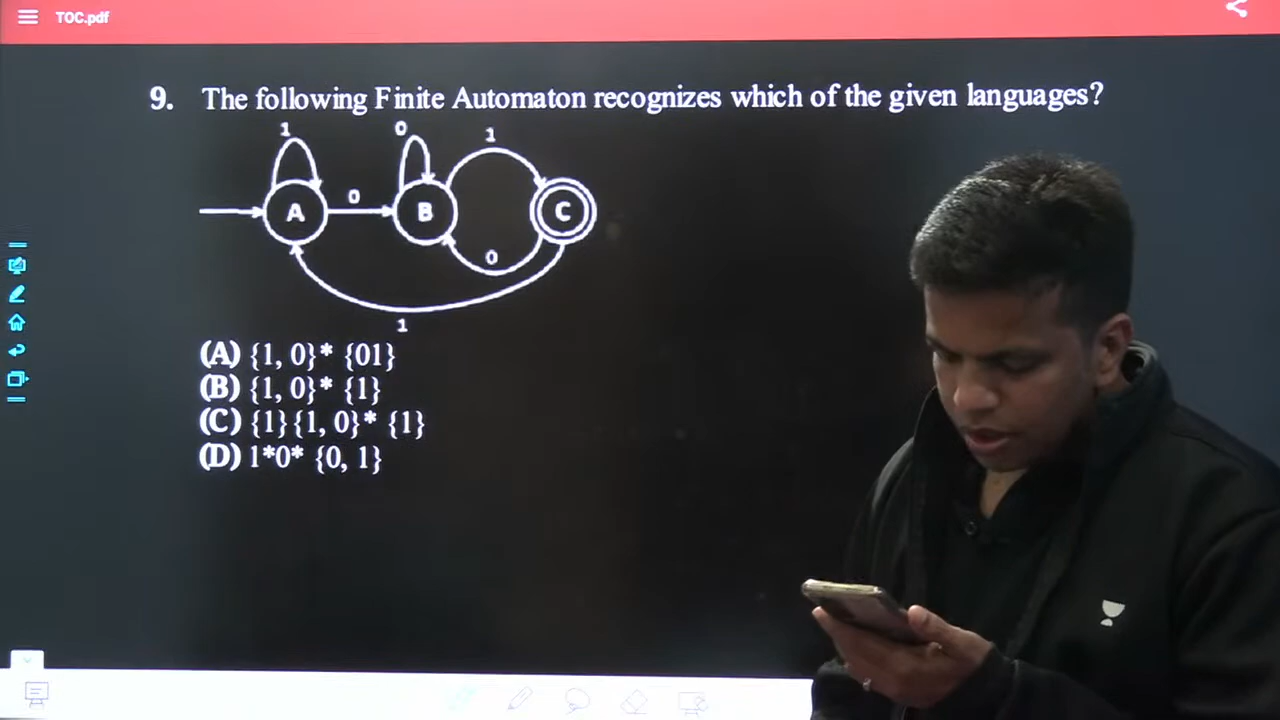 TOC.pdf
9. The following Finite Automaton recognizes which of the given languages?
1
0
1
0
A
B
C
0
1
(A) {1, 0}* {01}
(B) {1, 0}* {1}
(C) {1}{1, 0}* {1}
(D) 1*0* {0, 1}